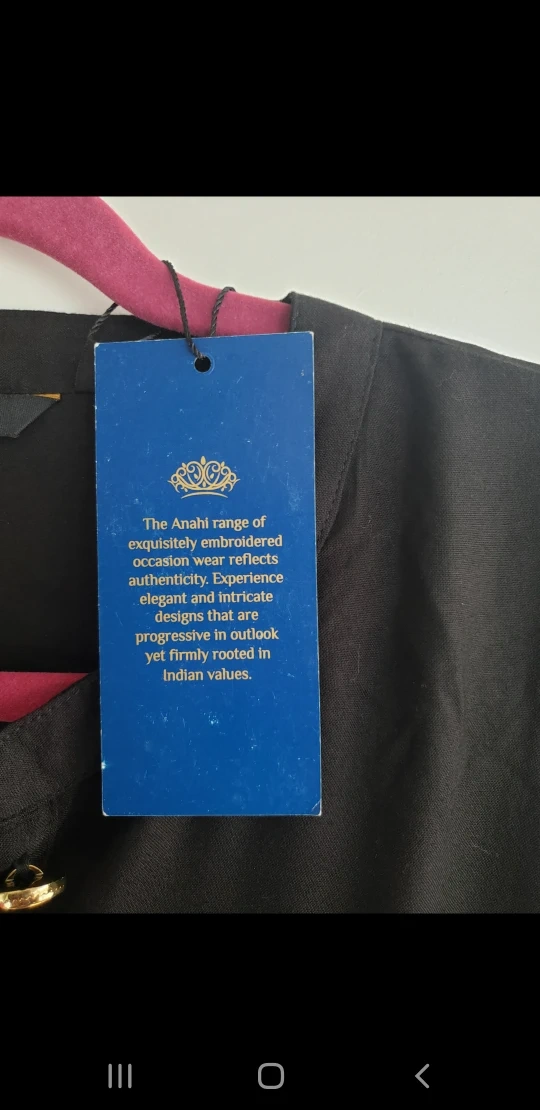 The Anahi range of
exquisitely embroidered
occasion wear reflects
authenticity. Experience
elegant and intricate
designs that are
progressive in outlook
yet firmly rooted in
Indian values.